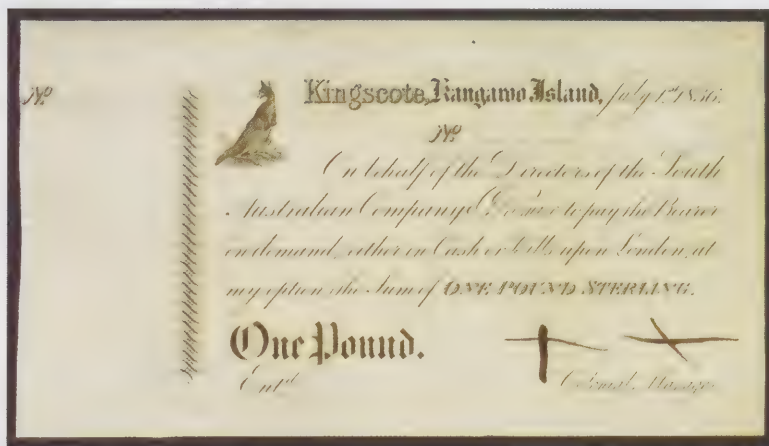 No
Kingscote, Kangaroo Island, July 1st 1836.
No
On behalf of the Directors of the South
Australian Company I Promise to pay the Bearer
on demand, either in Cash or bills upon London, at
my option the Sum of ONE POUND STERLING.
One Pound.
Entd
Colonial Manager